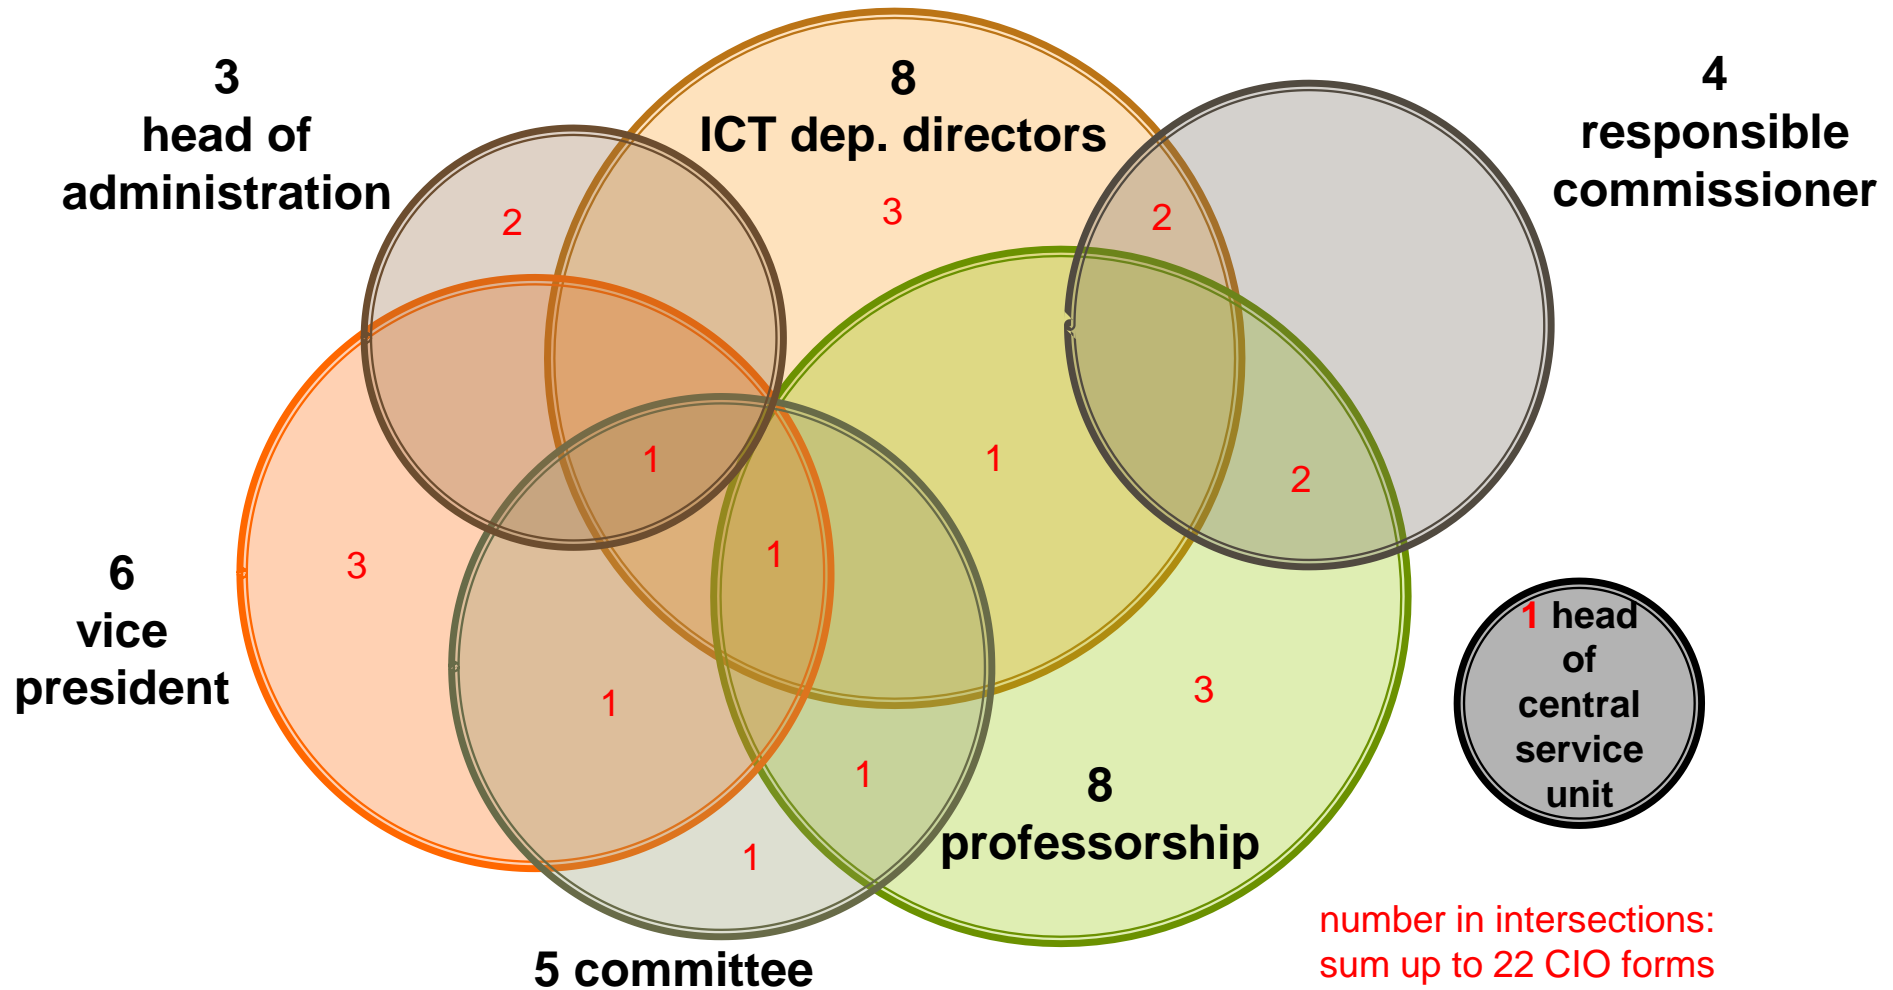 3
head of
administration
8
ICT dep. directors
4
responsible
commissioner
2
3
2
1
1
2
3
1
6
vice
president
1
3
1
1
8
professorship
1 head
of
central
service
unit
5 committee
number in intersections:
sum up to 22 CIO forms